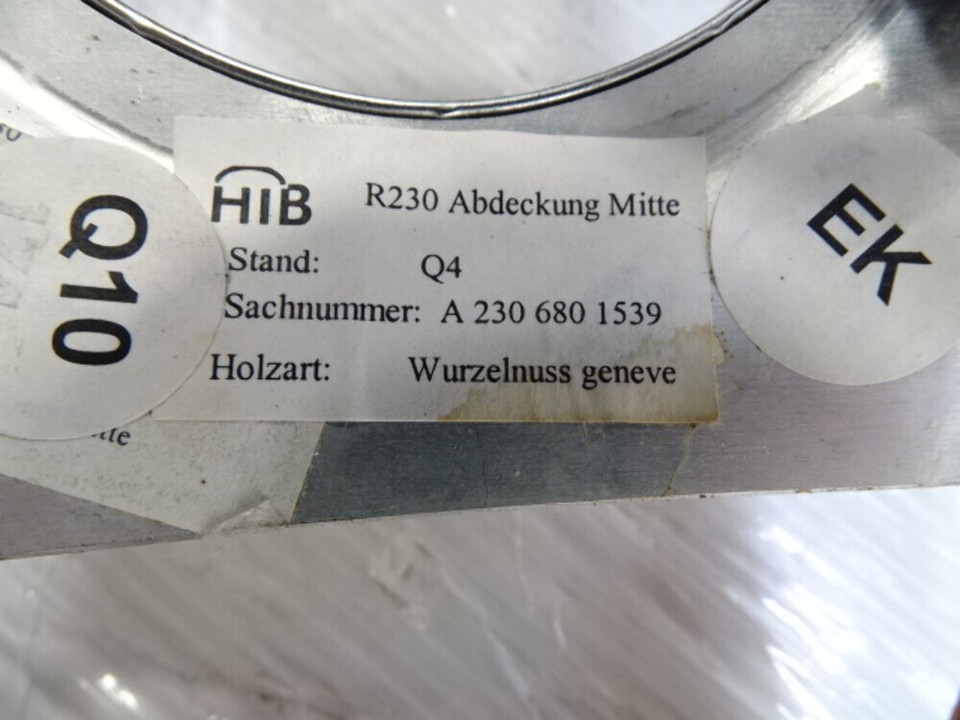 HIB R230 Abdeckung Mitte
Stand: Q4
Sachnummer: A 230 680 1539
Holzart: Wurzelnuss geneve
Q10
EK